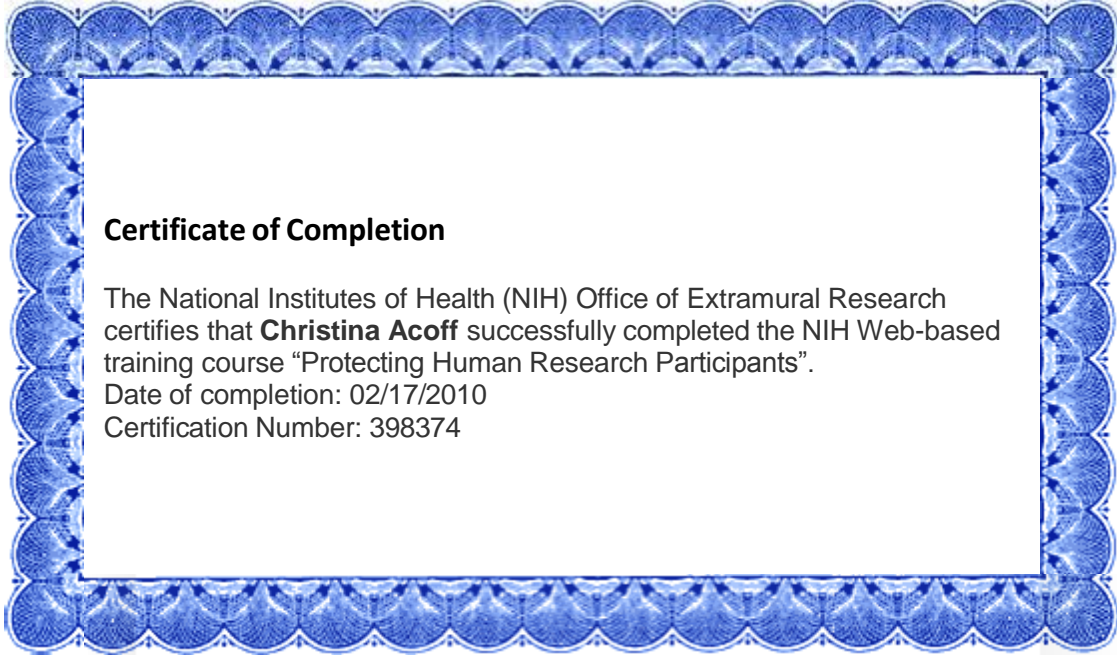 Certificate of Completion
The National Institutes of Health (NIH) Office of Extramural Research
certifies that Christina Acoff successfully completed the NIH Web-based
training course “Protecting Human Research Participants”.
Date of completion: 02/17/2010
Certification Number: 398374